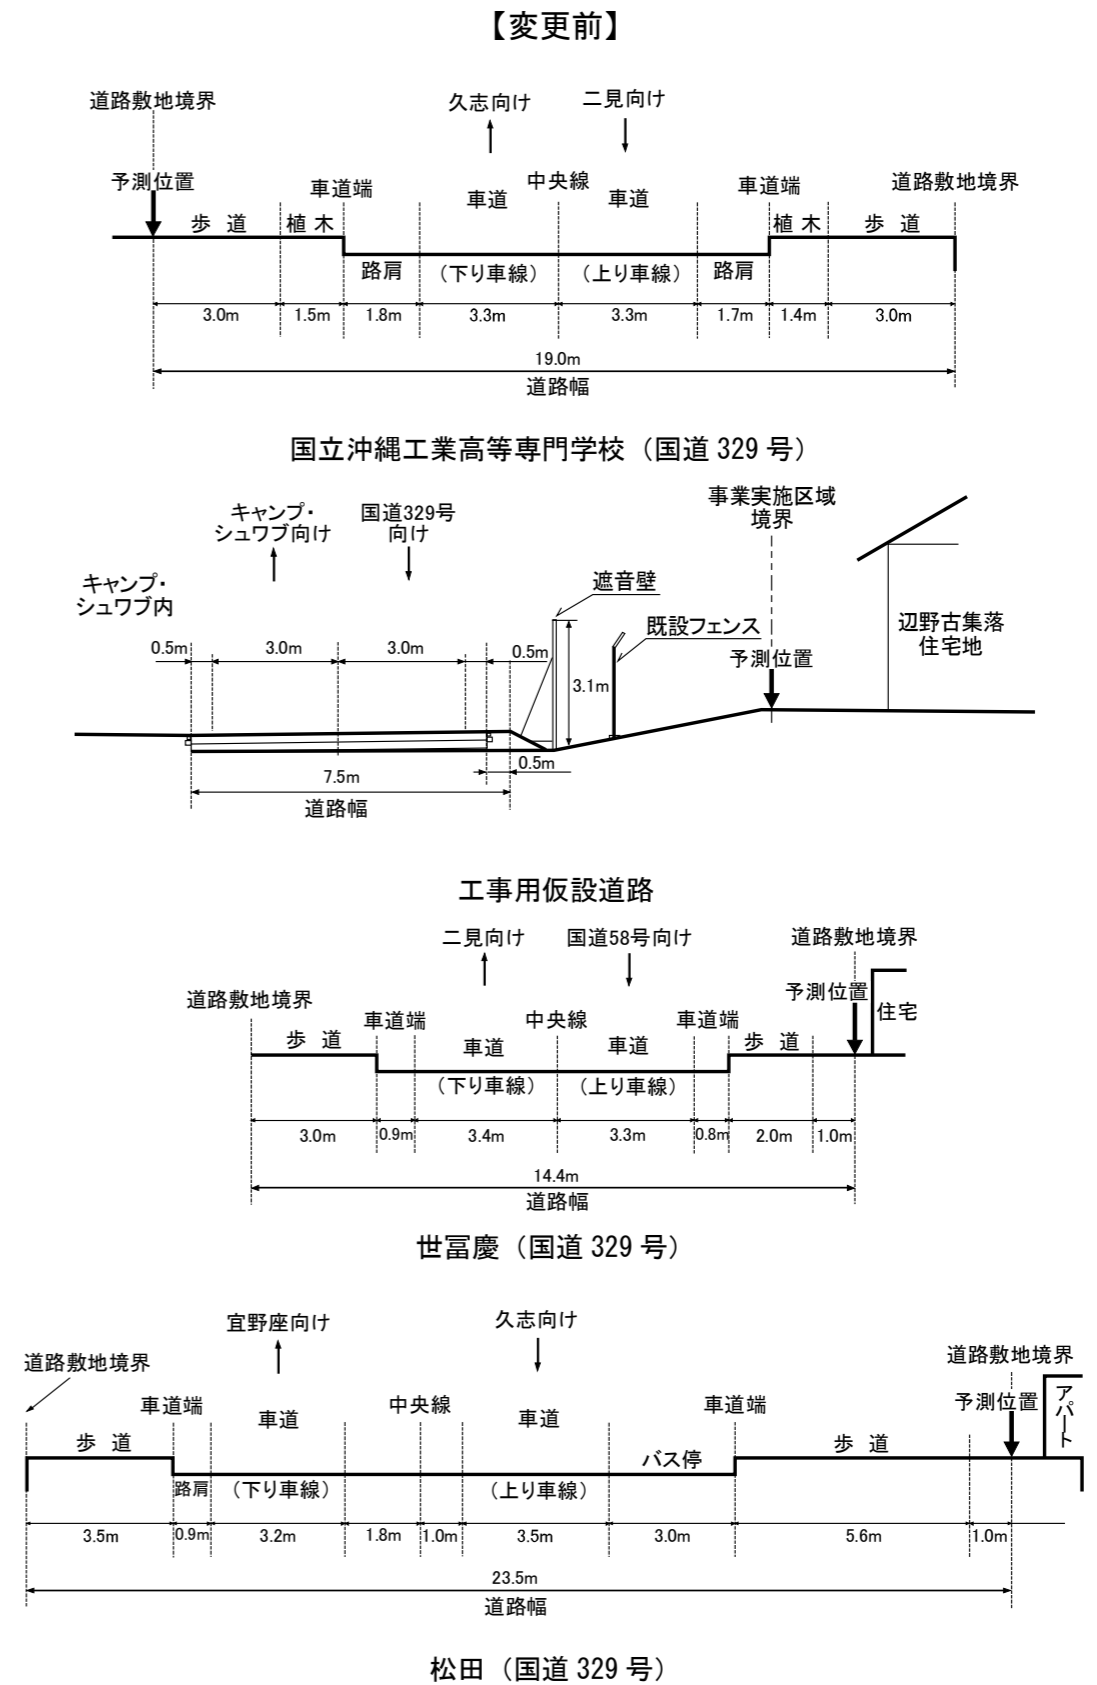 【変更前】
道路敷地境界
久志向け
二見向け
予測位置
車道端
車道
中央線
車道
車道端
道路敷地境界
歩 道
植 木
植 木
歩 道
路肩
（下り車線）
（上り車線）
路肩
3.0m
1.5m
1.8m
3.3m
3.3m
1.7m
1.4m
3.0m
19.0m
道路幅
国立沖縄工業高等専門学校（国道 329 号）
キャンプ・
シュワブ向け
国道329号
向け
事業実施区域
境界
キャンプ・
シュワブ内
遮音壁
既設フェンス
辺野古集落
住宅地
予測位置
0.5m
3.0m
3.0m
0.5m
3.1m
0.5m
7.5m
道路幅
工事用仮設道路
二見向け
国道58号向け
道路敷地境界
道路敷地境界
予測位置
住宅
歩 道
車道端
車道
中央線
車道
車道端
歩 道
（下り車線）
（上り車線）
3.0m
0.9m
3.4m
3.3m
0.8m
2.0m
1.0m
14.4m
道路幅
世冨慶（国道 329 号）
宜野座向け
久志向け
道路敷地境界
道路敷地境界
車道端
車道
中央線
車道
車道端
予測位置
アパート
歩 道
バス停
歩 道
路肩
（下り車線）
（上り車線）
3.5m
0.9m
3.2m
1.8m
1.0m
3.5m
3.0m
5.6m
1.0m
23.5m
道路幅
松田（国道 329 号）